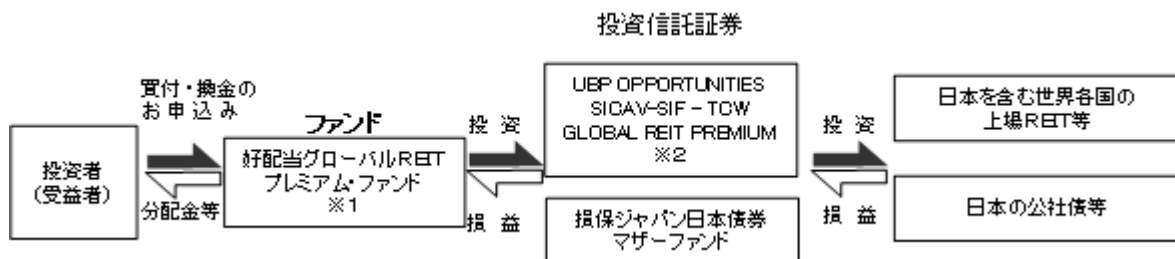 投資信託証券
買付・換金の
お申込み
ファンド
投資者
(受益者)
分配金等
好配当グローバルREIT
プレミアム・ファンド
※1
投資
損益
UBP OPPORTUNITIES
SICAV-SIF - TCW
GLOBAL REIT PREMIUM
※2
損保ジャパン日本債券
マザーファンド
投資
損益
日本を含む世界各国の
上場REIT等
日本の公社債等